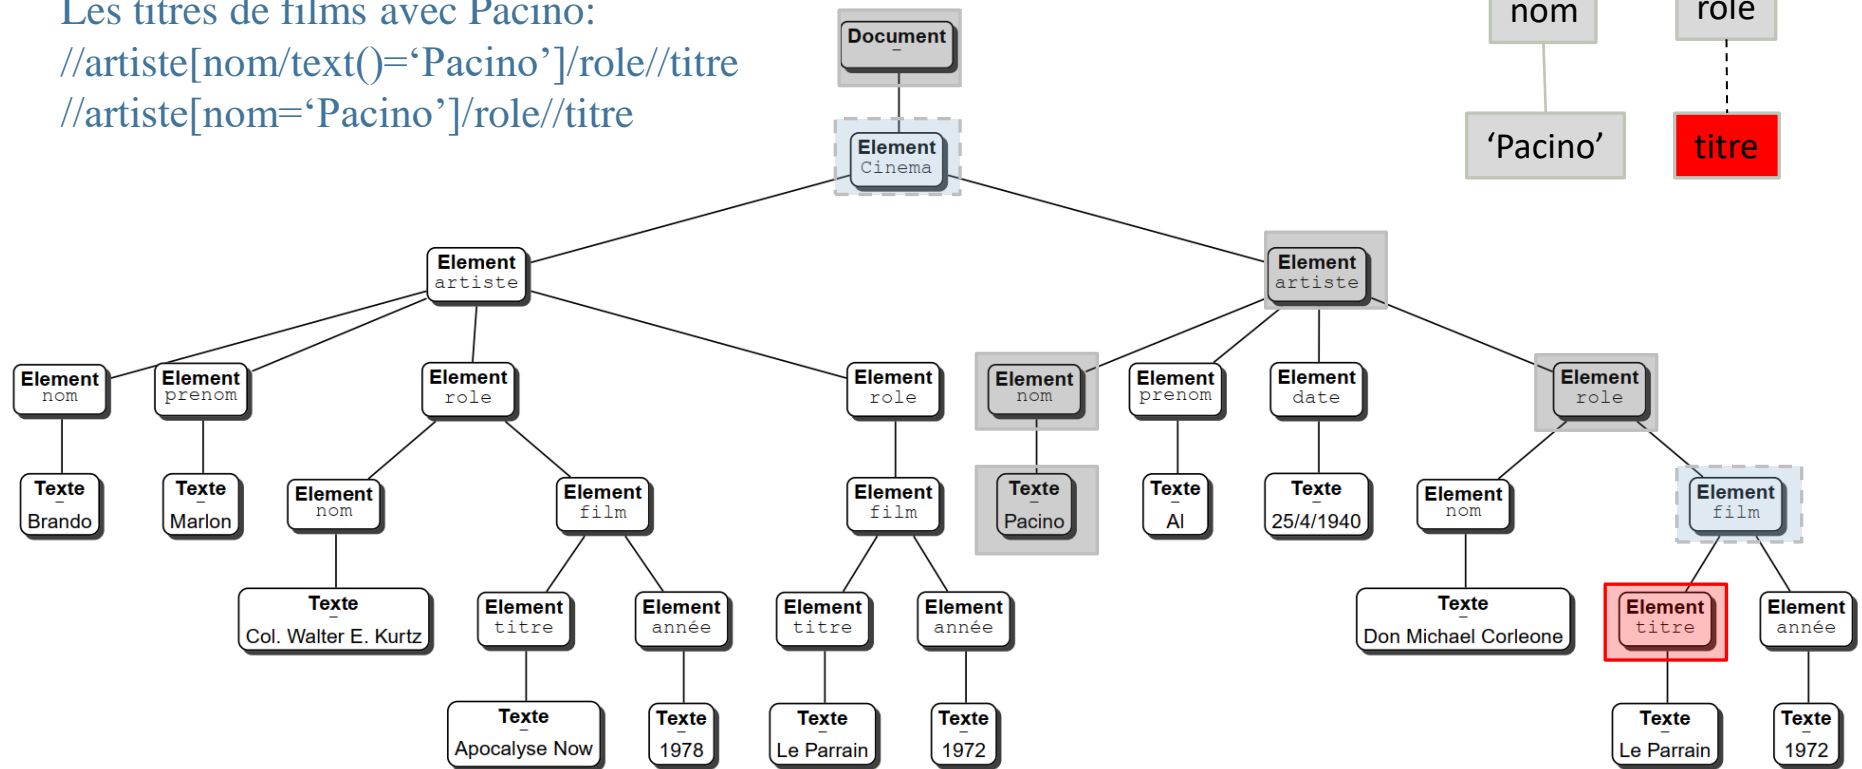 Les titres de films avec Pacino:
//artiste[nom/text()=‘Pacino’]/role//titre
//artiste[nom=‘Pacino’]/role//titre
nom
role
‘Pacino’
titre
Document
–
Element
Cinema
Element
artiste
Element
artiste
Element
nom
Element
prenom
Element
role
Element
role
Element
nom
Element
prenom
Element
date
Element
role
Texte
–
Brando
Texte
–
Marlon
Element
nom
Element
film
Element
film
Texte
–
Pacino
Texte
–
Al
Texte
–
25/4/1940
Element
nom
Element
film
Texte
–
Col. Walter E. Kurtz
Element
titre
Element
année
Element
titre
Element
année
Texte
–
Don Michael Corleone
Element
titre
Element
année
Texte
–
Apocalyse Now
Texte
–
1978
Texte
–
Le Parrain
Texte
–
1972
Texte
–
Le Parrain
Texte
–
1972